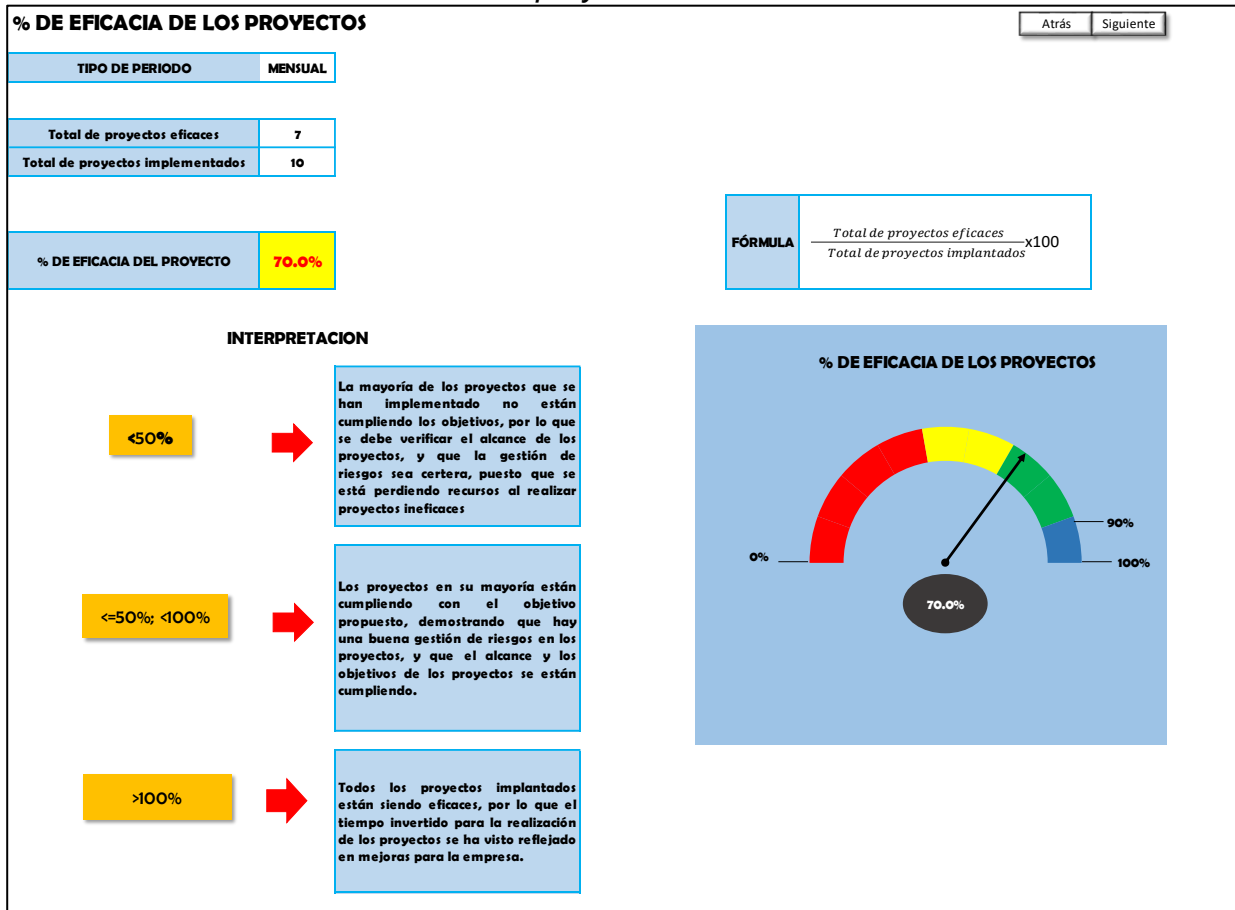 % DE EFICACIA DE LOS PROYECTOS
Atrás
Siguiente
TIPO DE PERIODO
MENSUAL
Total de proyectos eficaces
7
Total de proyectos implementados
10
% DE EFICACIA DEL PROYECTO
70.0%
FÓRMULA
Total de proyectos eficaces
Total de proyectos implantados
x100
INTERPRETACION
<50%
La mayoría de los proyectos que se
han implementado no están
cumpliendo los objetivos, por lo que
se debe verificar el alcance de los
proyectos, y que la gestión de
riesgos sea certera, puesto que se
está perdiendo recursos al realizar
proyectos ineficaces
<=50%; <100%
Los proyectos en su mayoría están
cumpliendo con el objetivo
propuesto, demostrando que hay
una buena gestión de riesgos en los
proyectos, y que el alcance y los
objetivos de los proyectos se están
cumpliendo.
>100%
Todos los proyectos implantados
están siendo eficaces, por lo que el
tiempo invertido para la realización
de los proyectos se ha visto reflejado
en mejoras para la empresa.
% DE EFICACIA DE LOS PROYECTOS
90%
0%
100%
70.0%